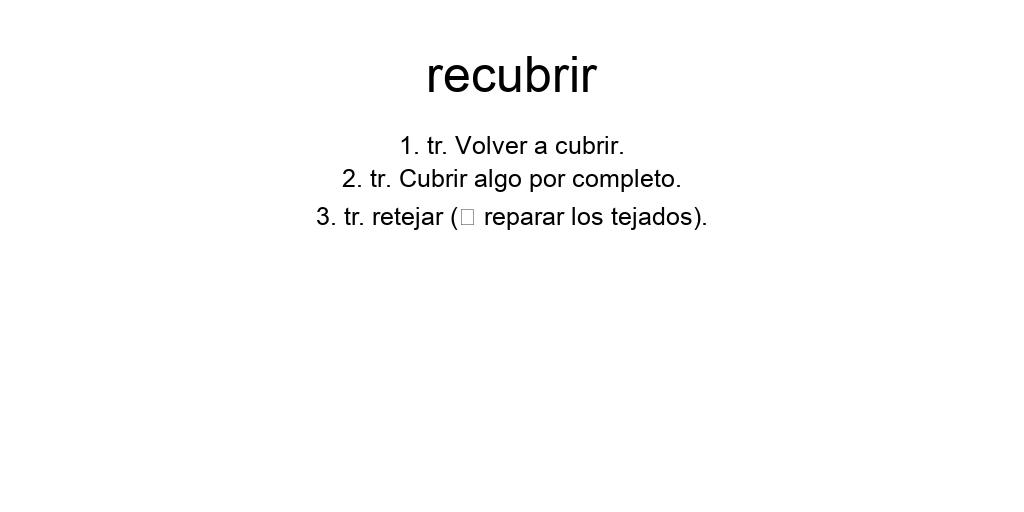 recubrir
1. tr. Volver a cubrir.
2. tr. Cubrir algo por completo.
3. tr. retejar (□ reparar los tejados).